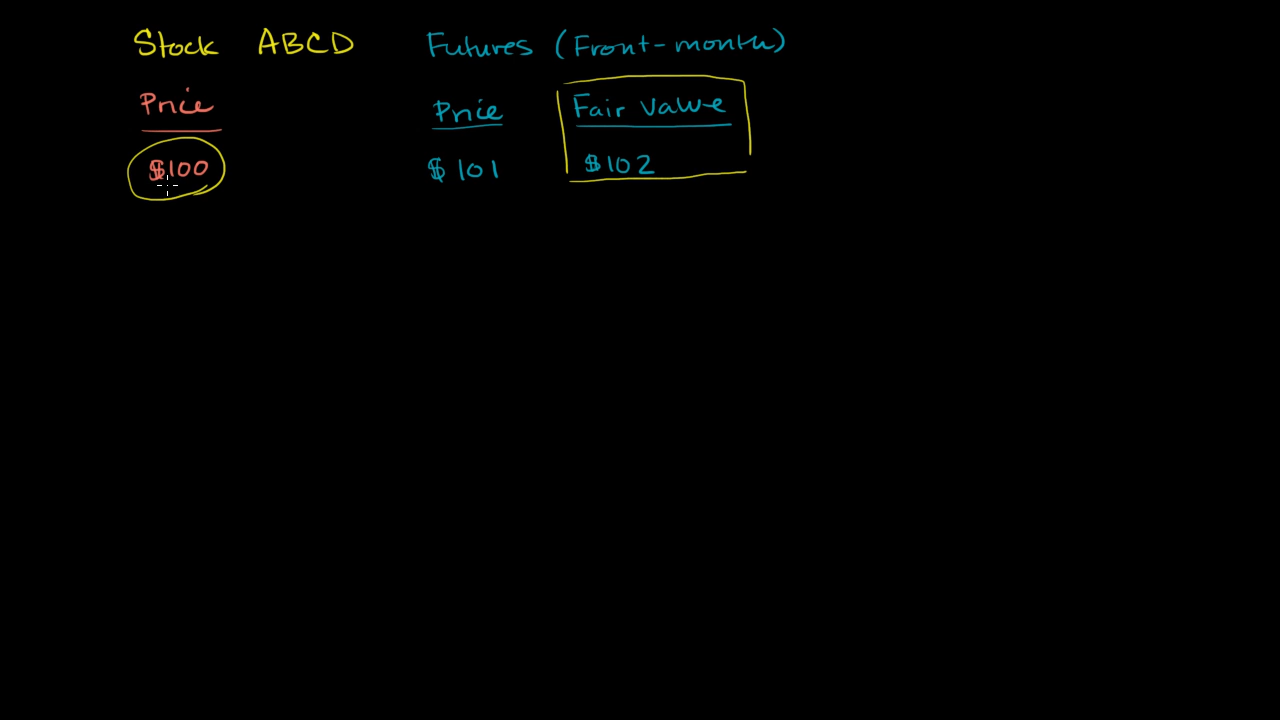 Stock ABCD Futures (Front-month)
Price Price Fair Value
$100 $101 $102